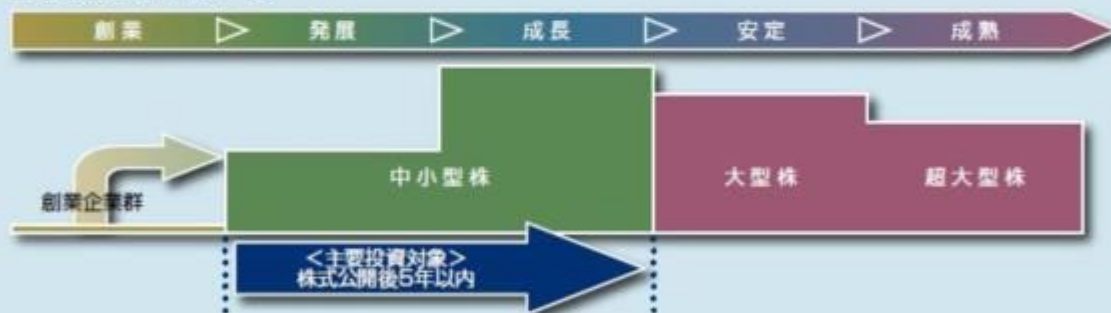 創業 ▷ 発展 ▷ 成長 ▷ 安定 ▷ 成熟
中小型株
大型株
超大型株
創業企業群
＜主要投資対象＞
株式公開後5年以内